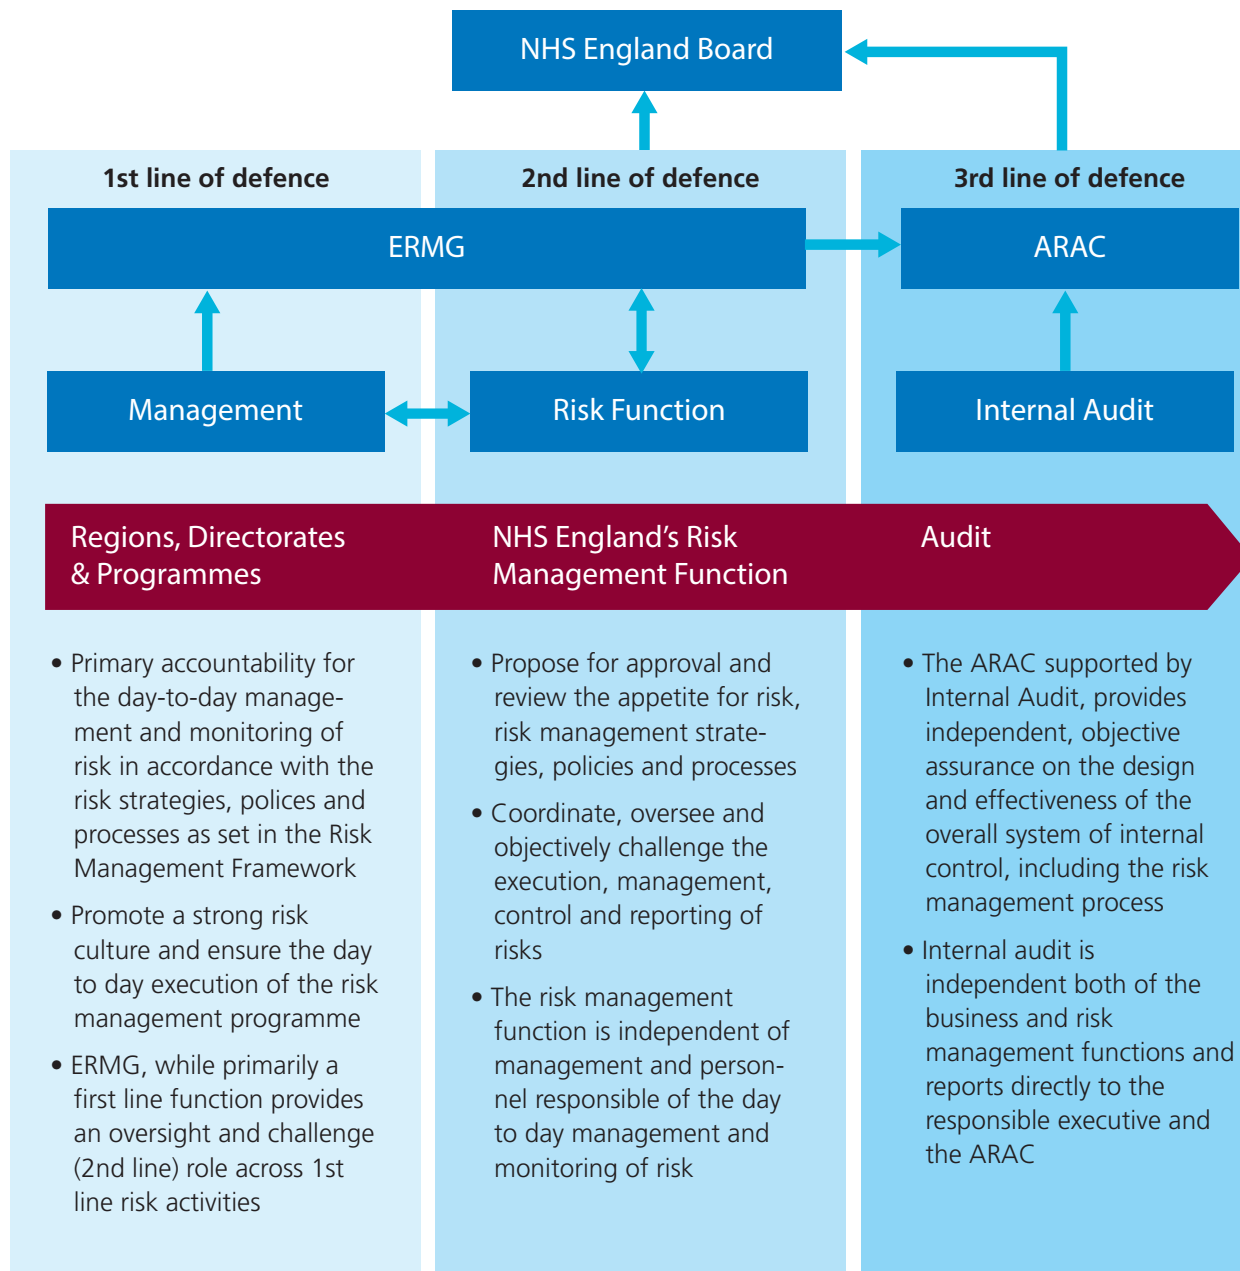 NHS England Board
1st line of defence
2nd line of defence
3rd line of defence
ERMG
ARAC
Management
Risk Function
Internal Audit
Regions, Directorates
& Programmes
NHS England’s Risk
Management Function
Audit
• Primary accountability for
the day-to-day manage-
ment and monitoring of
risk in accordance with the
risk strategies, polices and
processes as set in the Risk
Management Framework
• Promote a strong risk
culture and ensure the day
to day execution of the risk
management programme
• ERMG, while primarily a
first line function provides
an oversight and challenge
(2nd line) role across 1st
line risk activities
• Propose for approval and
review the appetite for risk,
risk management strate-
gies, policies and processes
• Coordinate, oversee and
objectively challenge the
execution, management,
control and reporting of
risks
• The risk management
function is independent of
management and person-
nel responsible of the day
to day management and
monitoring of risk
• The ARAC supported by
Internal Audit, provides
independent, objective
assurance on the design
and effectiveness of the
overall system of internal
control, including the risk
management process
• Internal audit is
independent both of the
business and risk
management functions and
reports directly to the
responsible executive and
the ARAC